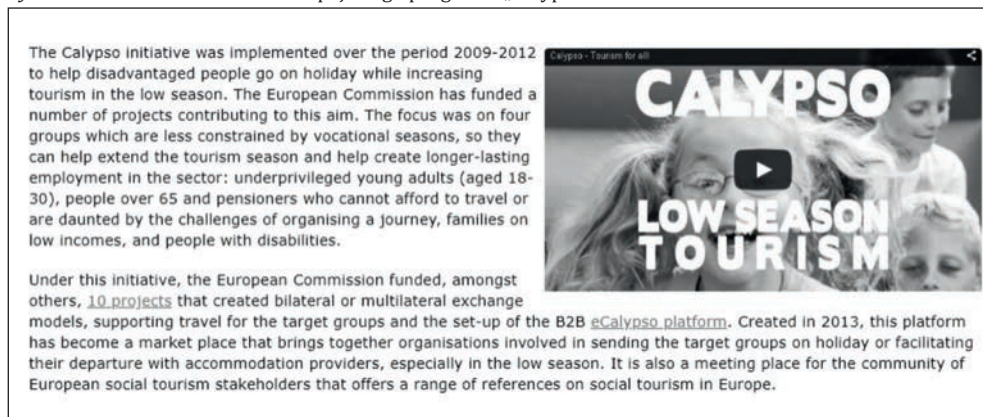 The Calypso initiative was implemented over the period 2009-2012
to help disadvantaged people go on holiday while increasing
tourism in the low season. The European Commission has funded a
number of projects contributing to this aim. The focus was on four
groups which are less constrained by vocational seasons, so they
can help extend the tourism season and help create longer-lasting
employment in the sector: underprivileged young adults (aged 18-
30), people over 65 and pensioners who cannot afford to travel or
are daunted by the challenges of organising a journey, families on
low incomes, and people with disabilities.
Calypso - Tourism for all!
CALYPSO
LOW SEASON
TOURISM
Under this initiative, the European Commission funded, amongst
others, 10 projects that created bilateral or multilateral exchange
models, supporting travel for the target groups and the set-up of the B2B eCalypso platform. Created in 2013, this platform
has become a market place that brings together organisations involved in sending the target groups on holiday or facilitating
their departure with accommodation providers, especially in the low season. It is also a meeting place for the community of
European social tourism stakeholders that offers a range of references on social tourism in Europe.